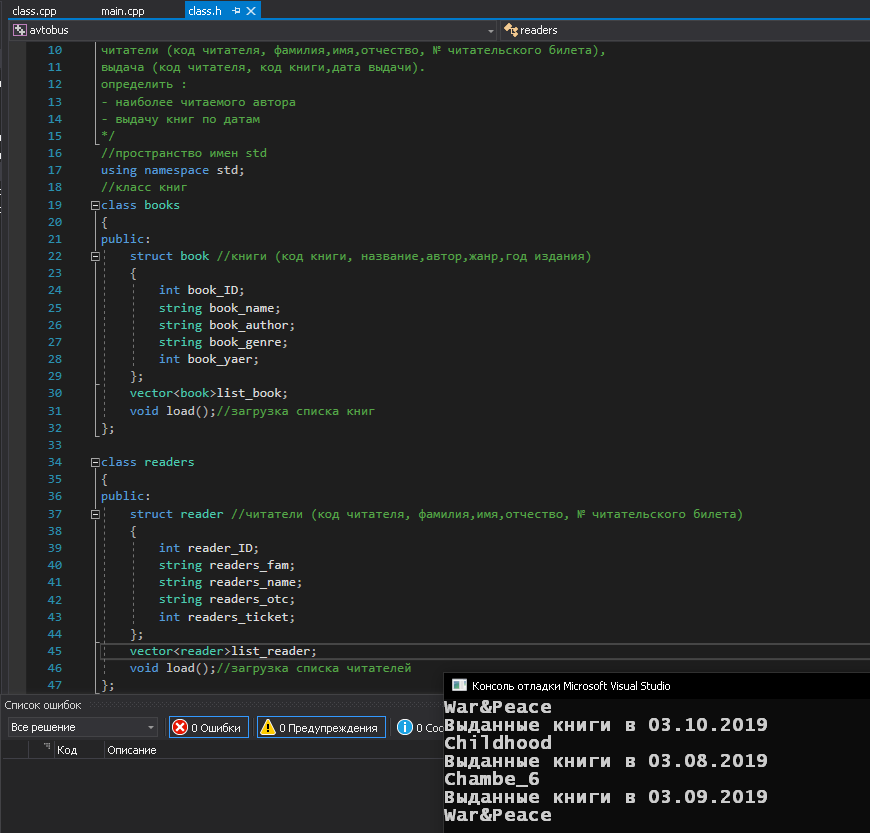 class.cpp main.cpp class.h
avtobus readers
10 читатели (код читателя, фамилия,имя,отчество, № читательского билета),
11 выдача (код читателя, код книги,дата выдачи).
12 определить :
13 - наиболее читаемого автора
14 - выдачу книг по датам
15 */
16 //пространство имен std
17 using namespace std;
18 //класс книг
19 class books
20 {
21 public:
22 struct book //книги (код книги, название,автор,жанр,год издания)
23 {
24 int book_ID;
25 string book_name;
26 string book_author;
27 string book_genre;
28 int book_yaer;
29 };
30 vector<book>list_book;
31 void load();//загрузка списка книг
32 };
33
34 class readers
35 {
36 public:
37 struct reader //читатели (код читателя, фамилия,имя,отчество, № читательского билета)
38 {
39 int reader_ID;
40 string readers_fam;
41 string readers_name;
42 string readers_otc;
43 int readers_ticket;
44 };
45 vector<reader>list_reader;
46 void load();//загрузка списка читателей
47 };
Список ошибок
Все решение 0 Ошибки 0 Предупреждения 0 Соо
Код Описание
Консоль отладки Microsoft Visual Studio
War&Peace
Выданные книги в 03.10.2019
Childhood
Выданные книги в 03.08.2019
Chambe_6
Выданные книги в 03.09.2019
War&Peace